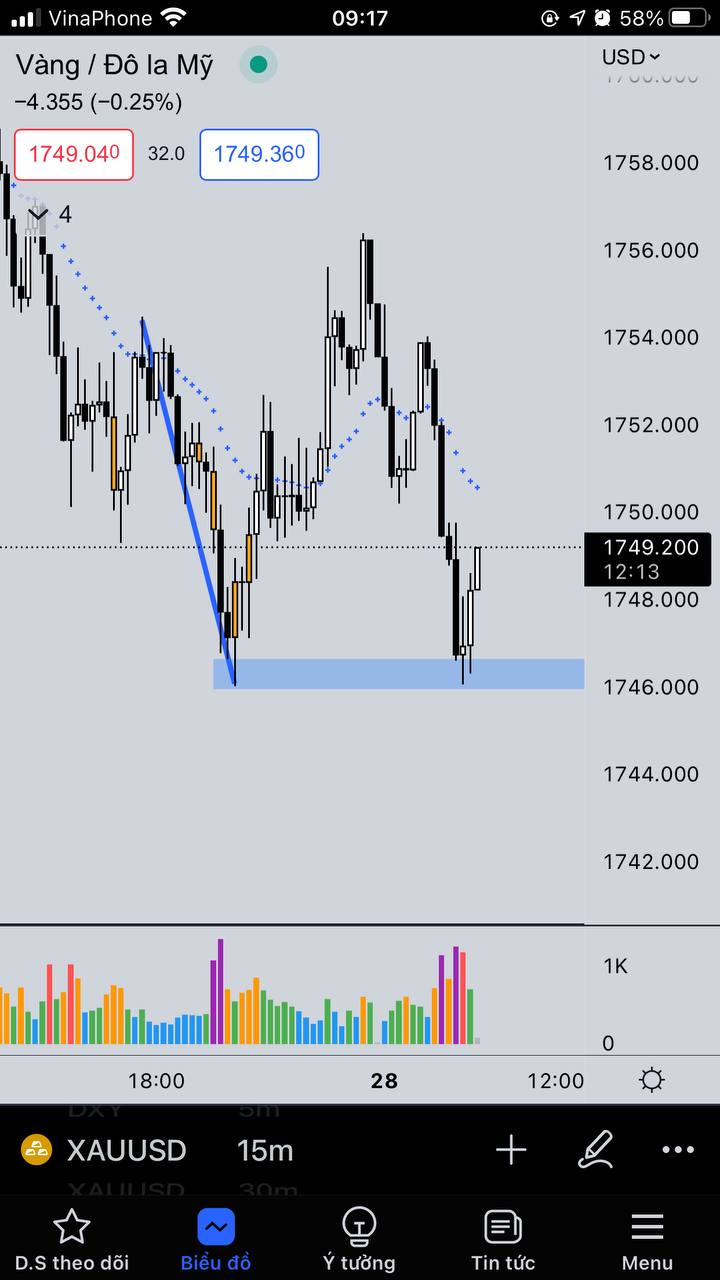 VinaPhone 09:17 58%
Vàng / Đô la Mỹ USD
−4.355 (−0.25%)
1749.040 32.0 1749.360
4
1758.000
1756.000
1754.000
1752.000
1750.000
1749.200
12:13
1748.000
1746.000
1744.000
1742.000
1K
0
18:00 28 12:00
DXY 5m
XAUUSD 15m
XAUUSD 30m
D.S theo dõi Biểu đồ Ý tưởng Tin tức Menu